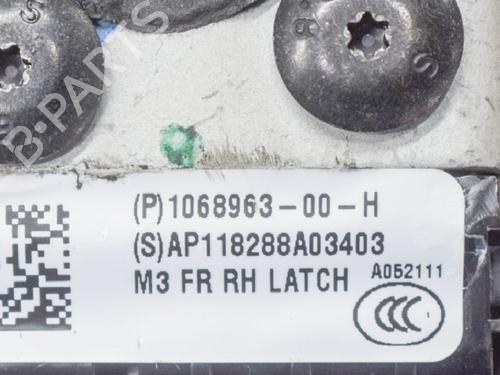 B-PARTS
(P)1068963-00-H
(S)AP118288A03403
M3 FR RH LATCH A052111
CCC